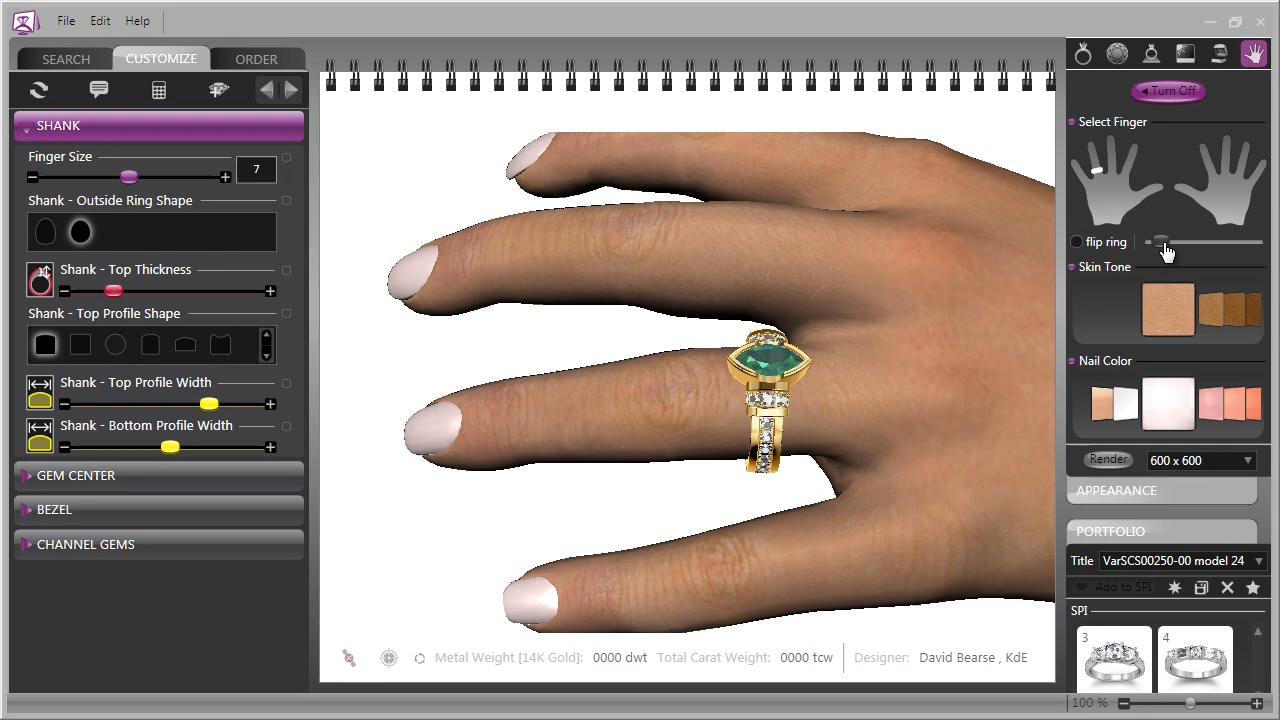 File Edit Help
SEARCH CUSTOMIZE ORDER
SHANK
Finger Size
7
Shank - Outside Ring Shape
Shank - Top Thickness
Shank - Top Profile Shape
Shank - Top Profile Width
Shank - Bottom Profile Width
GEM CENTER
BEZEL
CHANNEL GEMS
Metal Weight [14K Gold]: 0000 dwt Total Carat Weight: 0000 tcw Designer: David Bearse , KdE
Turn Off
Select Finger
flip ring
Skin Tone
Nail Color
Render 600 x 600
APPEARANCE
PORTFOLIO
Title VarSCS00250-00 model 24
Add to SPI
SPI
3 4
100 %